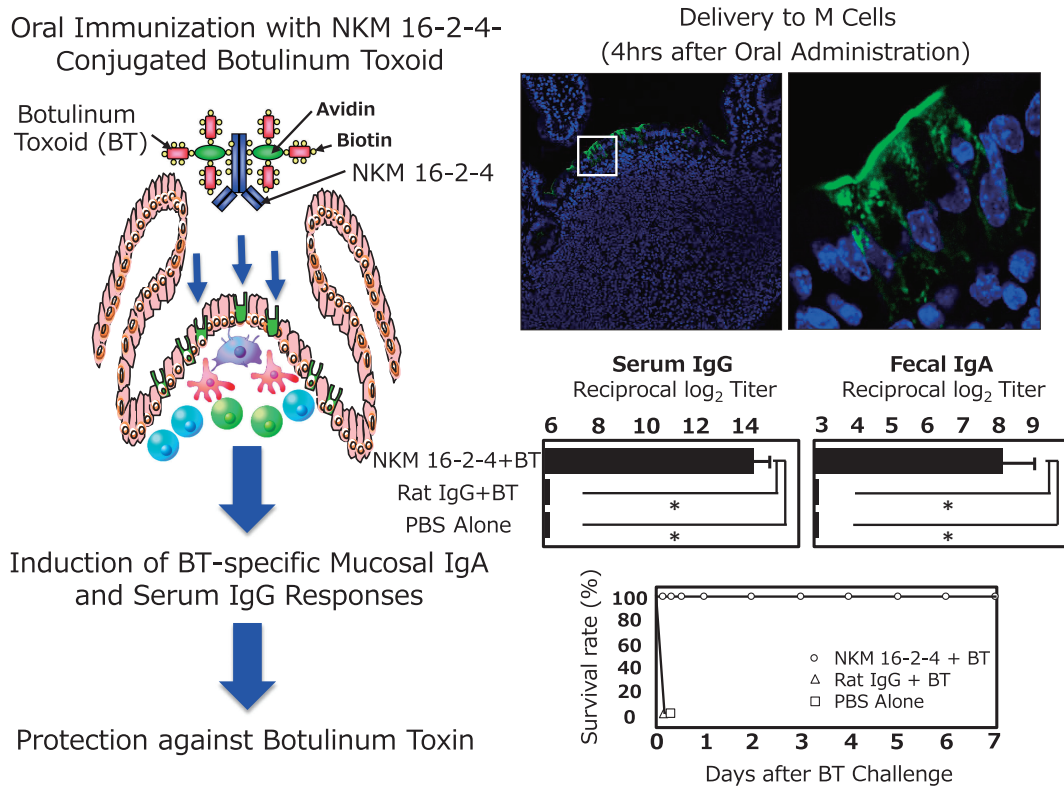 Oral Immunization with NKM 16-2-4-
Conjugated Botulinum Toxoid
Botulinum
Toxoid (BT)
Avidin
Biotin
NKM 16-2-4
Induction of BT-specific Mucosal IgA
and Serum IgG Responses
Protection against Botulinum Toxin
Delivery to M Cells
(4hrs after Oral Administration)
Serum IgG
Reciprocal log₂ Titer
6 8 10 12 14
Fecal IgA
Reciprocal log₂ Titer
3 4 5 6 7 8 9
NKM 16-2-4+BT
Rat IgG+BT
PBS Alone
*
*
*
*
Survival rate (%)
100
80
60
40
20
0
NKM 16-2-4 + BT
Rat IgG + BT
PBS Alone
0 1 2 3 4 5 6 7
Days after BT Challenge